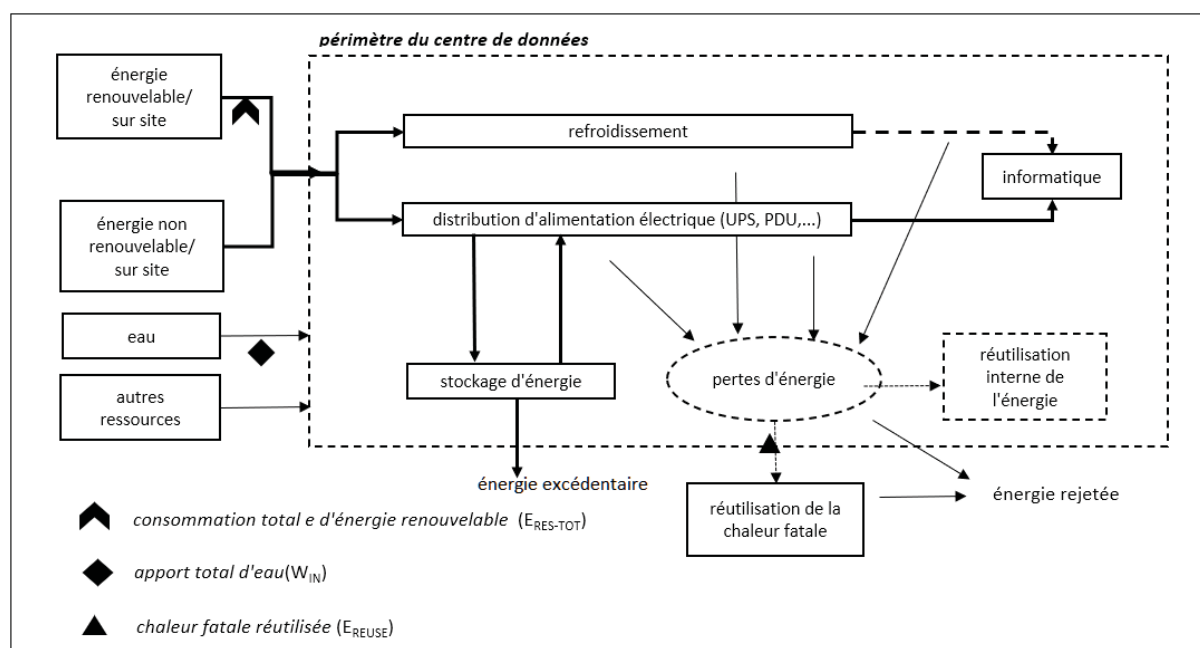 périmètre du centre de données
énergie
renouvelable/
sur site
refroidissement
informatique
énergie non
renouvelable/
sur site
distribution d'alimentation électrique (UPS, PDU,...)
eau
autres
ressources
stockage d'énergie
pertes d'énergie
réutilisation
interne de
l'énergie
énergie excédentaire
réutilisation de la
chaleur fatale
énergie rejetée
consommation total e d'énergie renouvelable (ERES-TOT)
apport total d'eau(WIN)
chaleur fatale réutilisée (EREUSE)